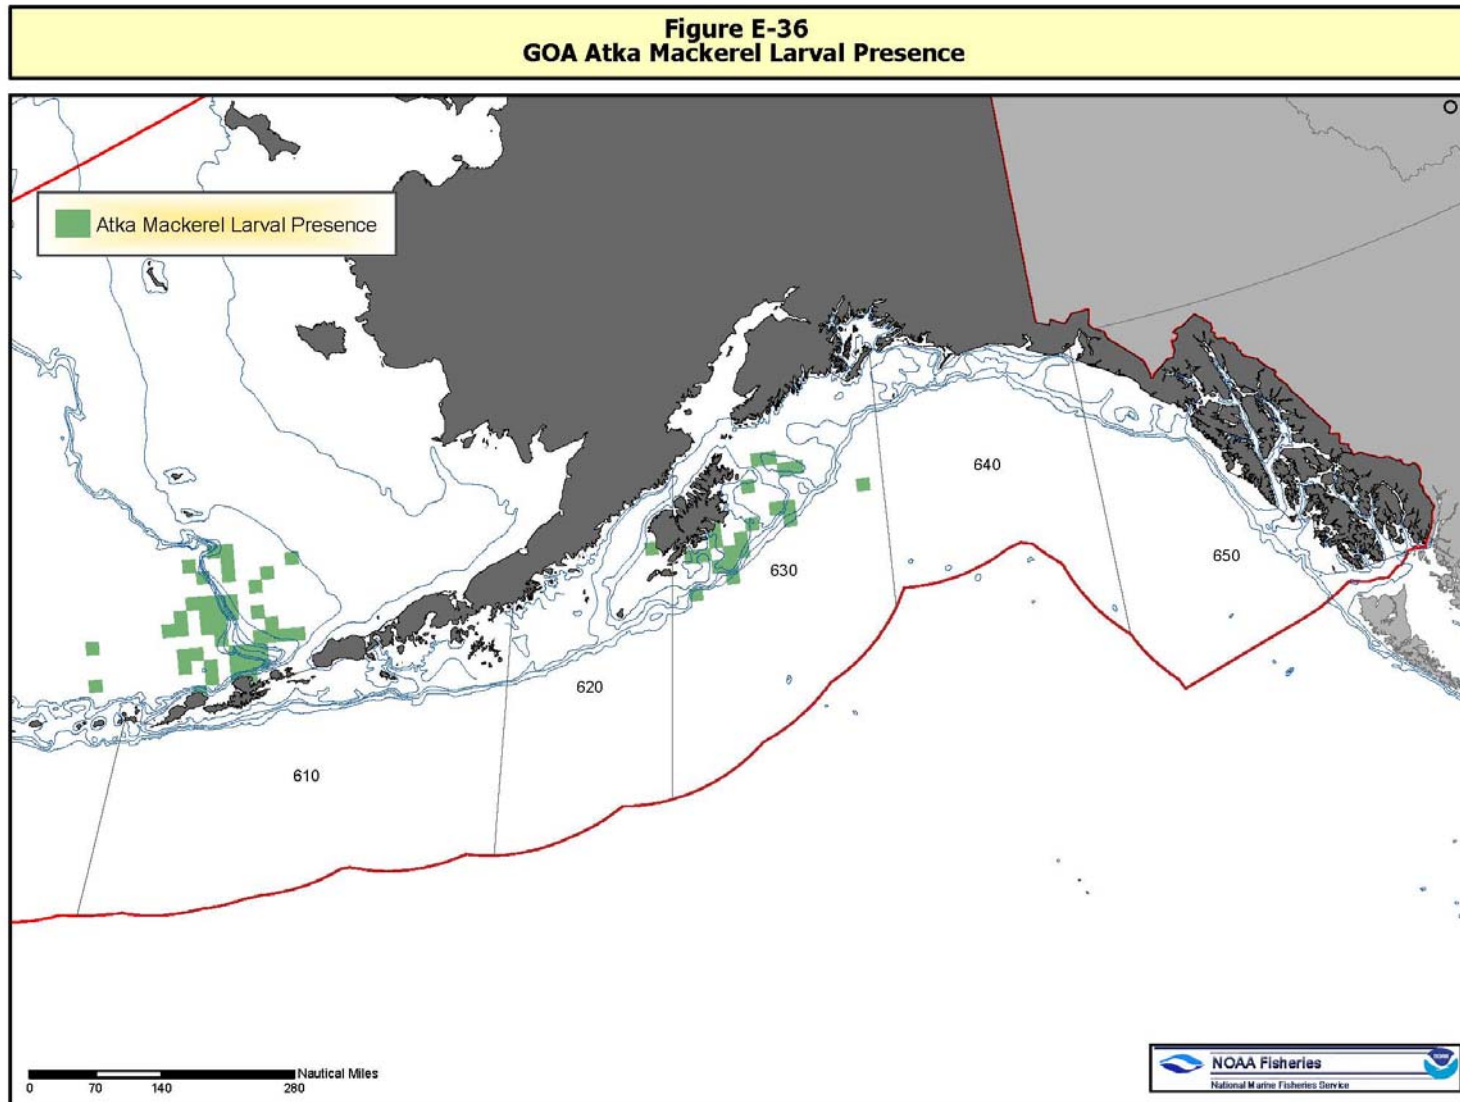 Figure E-36
GOA Atka Mackerel Larval Presence
Atka Mackerel Larval Presence
640
650
630
620
610
Nautical Miles
0 70 140 280
NOAA Fisheries
National Marine Fisheries Service